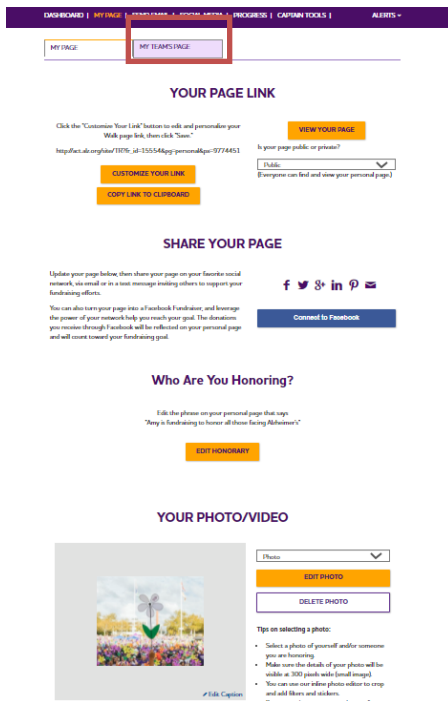 DASHBOARD | MY PAGE | SEND EMAIL | SOCIAL MEDIA | PROGRESS | CAPTAIN TOOLS | ALERTS
MY PAGE
MY TEAM'S PAGE
YOUR PAGE LINK
Click the "Customize Your Link" button to edit and personalize your
Walk page link, then click "Save."
VIEW YOUR PAGE
Is your page public or private?
Public
(Everyone can find and view your personal page.)
CUSTOMIZE YOUR LINK
COPY LINK TO CLIPBOARD
SHARE YOUR PAGE
Update your page below, then share your page on your favorite social
network, via email or in a text message inviting others to support your
fundraising efforts.
You can also turn your page into a Facebook Fundraiser, and leverage
the power of your network help you reach your goal. The donations
you receive through Facebook will be reflected on your personal page
and will count toward your fundraising goal.
Connect to Facebook
Who Are You Honoring?
Edit the phrase on your personal page that says
"Amy is fundraising to honor all those facing Alzheimer's"
EDIT HONORARY
YOUR PHOTO/VIDEO
Photo
EDIT PHOTO
DELETE PHOTO
Tips on selecting a photo:
Select a photo of yourself and/or someone
you are honoring.
Make sure the details of your photo will be
visible at 300 pixels wide (small image).
You can use our inline photo editor to crop
and add filters and stickers.
Edit Caption